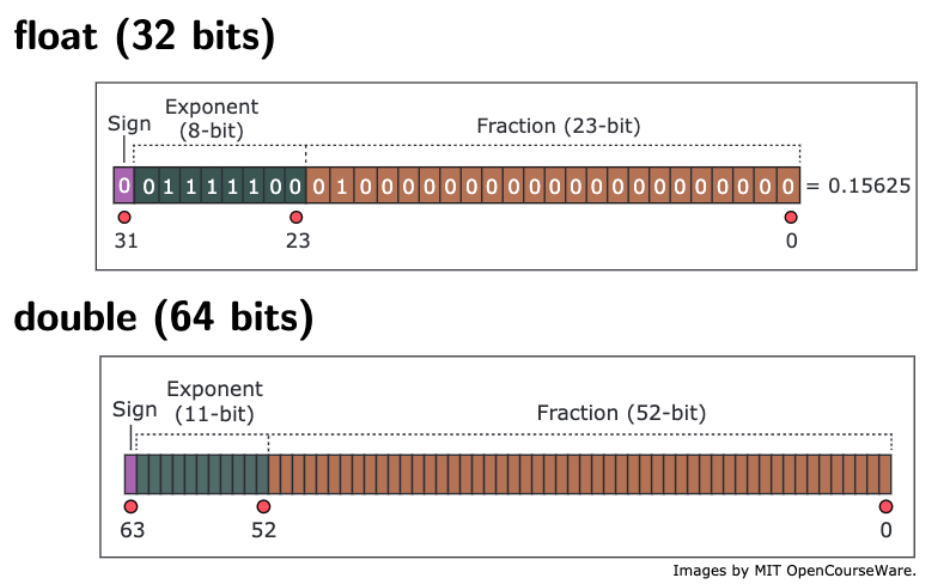 float (32 bits)
Exponent
Sign (8-bit) Fraction (23-bit)
0 0 1 1 1 1 1 0 0 0 1 0 0 0 0 0 0 0 0 0 0 0 0 0 0 0 0 0 0 0 0 0 = 0.15625
31 23 0
double (64 bits)
Exponent
Sign (11-bit) Fraction (52-bit)
63 52 0
Images by MIT OpenCourseWare.